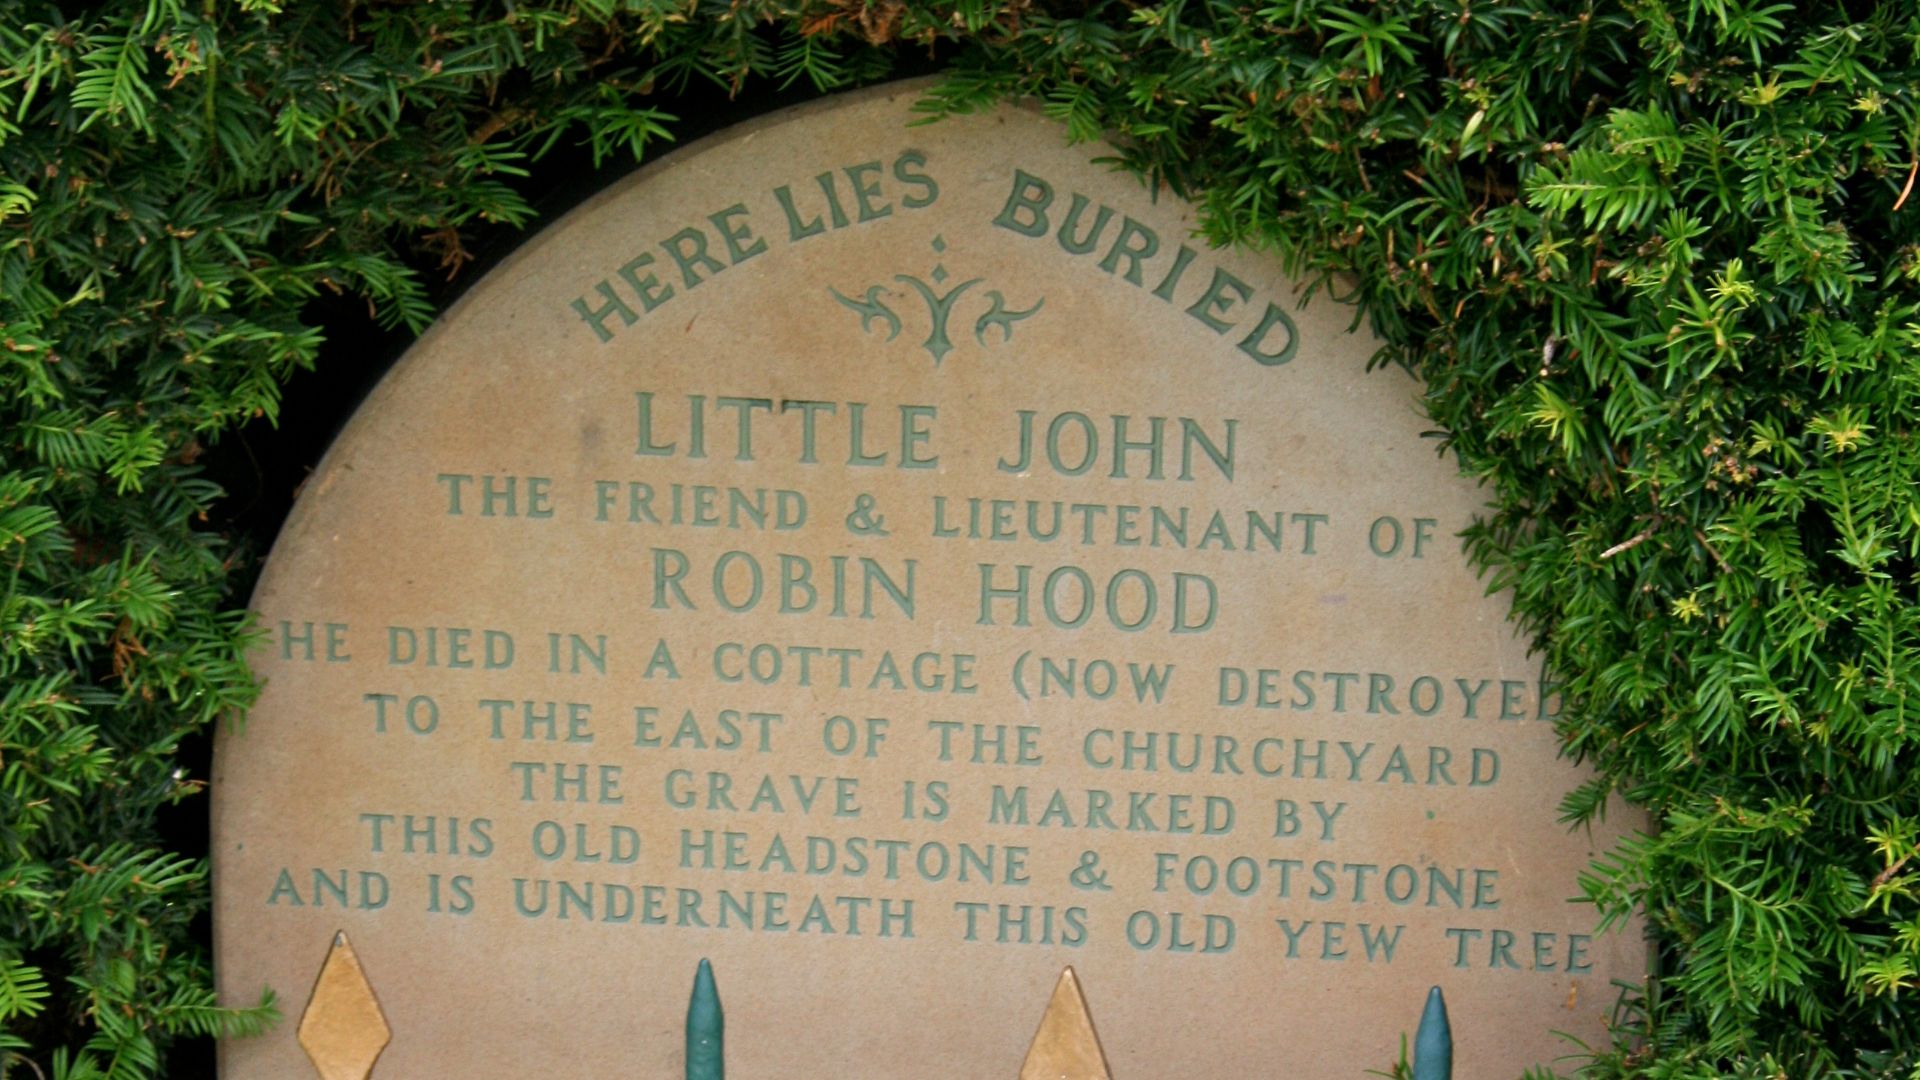 HERE LIES BURIED
LITTLE JOHN
THE FRIEND & LIEUTENANT OF
ROBIN HOOD
HE DIED IN A COTTAGE (NOW DESTROYED
TO THE EAST OF THE CHURCHYARD
THE GRAVE IS MARKED BY
THIS OLD HEADSTONE & FOOTSTONE
AND IS UNDERNEATH THIS OLD YEW TREE